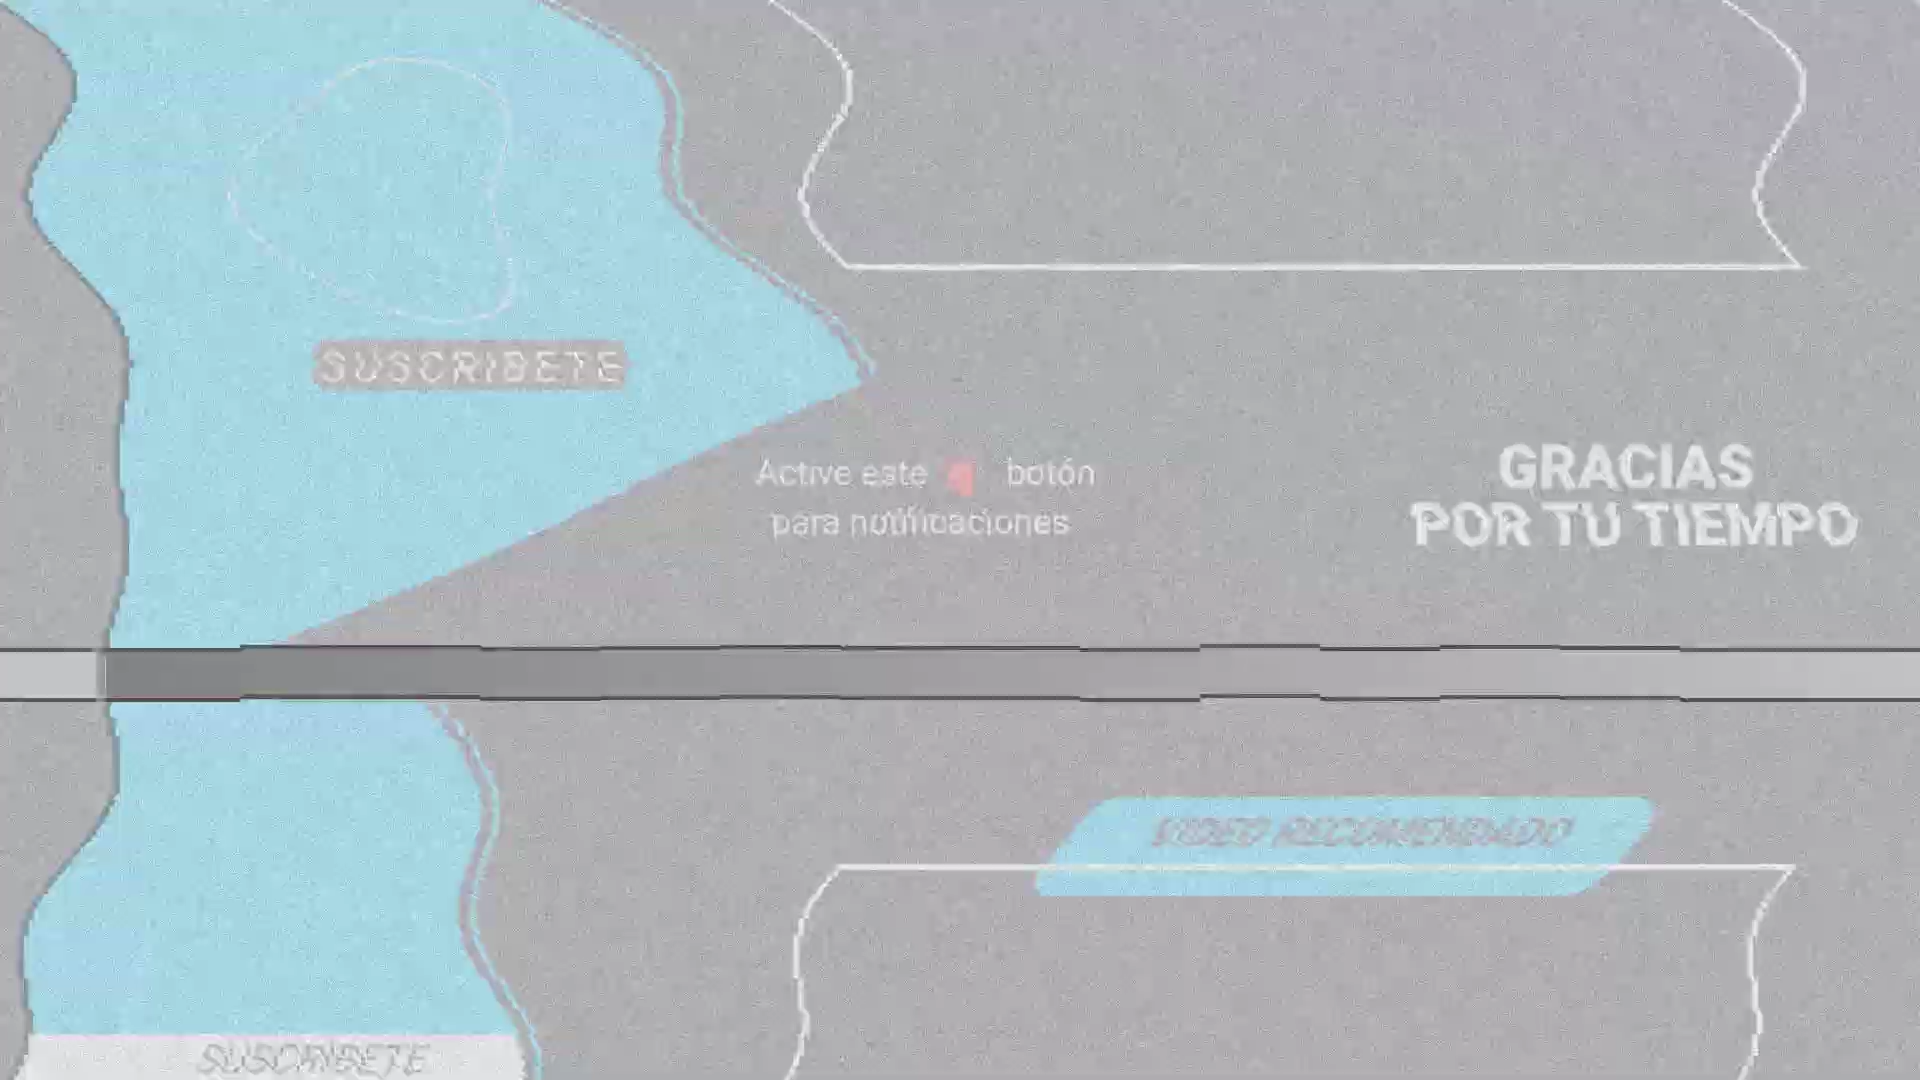 SUSCRIBETE
Active este botón
para notificaciones
GRACIAS
POR TU TIEMPO
VIDEO RECOMENDADO
SUSCRIBETE